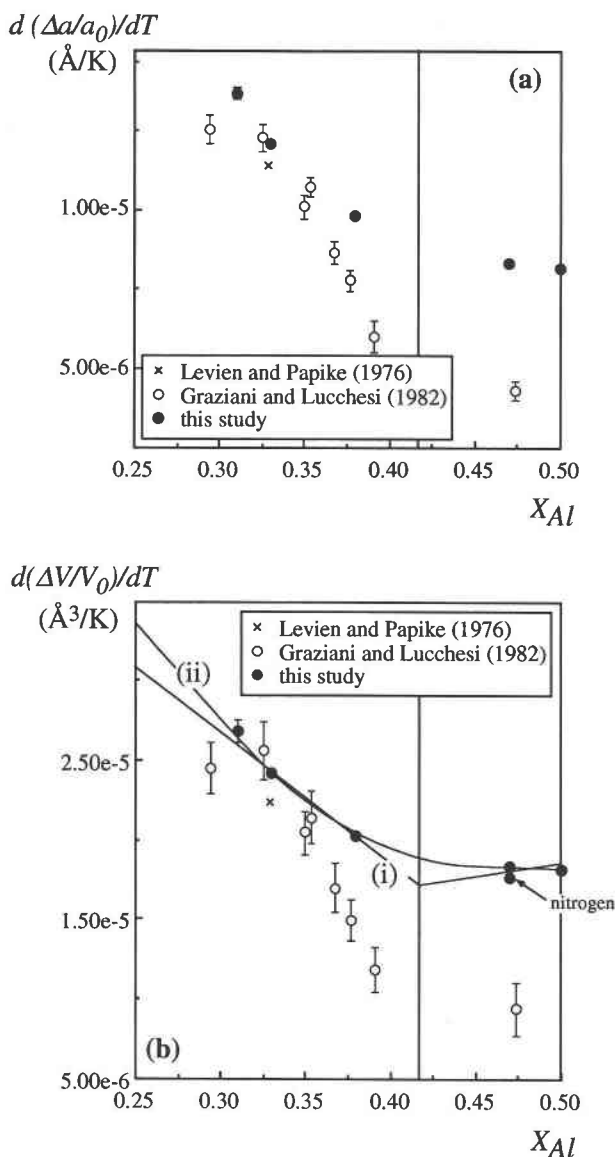 d (Δa/a₀)/dT
(Å/K)
(a)
1.00e-5
5.00e-6
× Levien and Papike (1976)
○ Graziani and Lucchesi (1982)
● this study
0.25 0.30 0.35 0.40 0.45 0.50
X_Al
d(ΔV/V₀)/dT
(Å³/K)
× Levien and Papike (1976)
○ Graziani and Lucchesi (1982)
● this study
(ii)
2.50e-5
(i)
nitrogen
1.50e-5
(b)
5.00e-6
0.25 0.30 0.35 0.40 0.45 0.50
X_Al